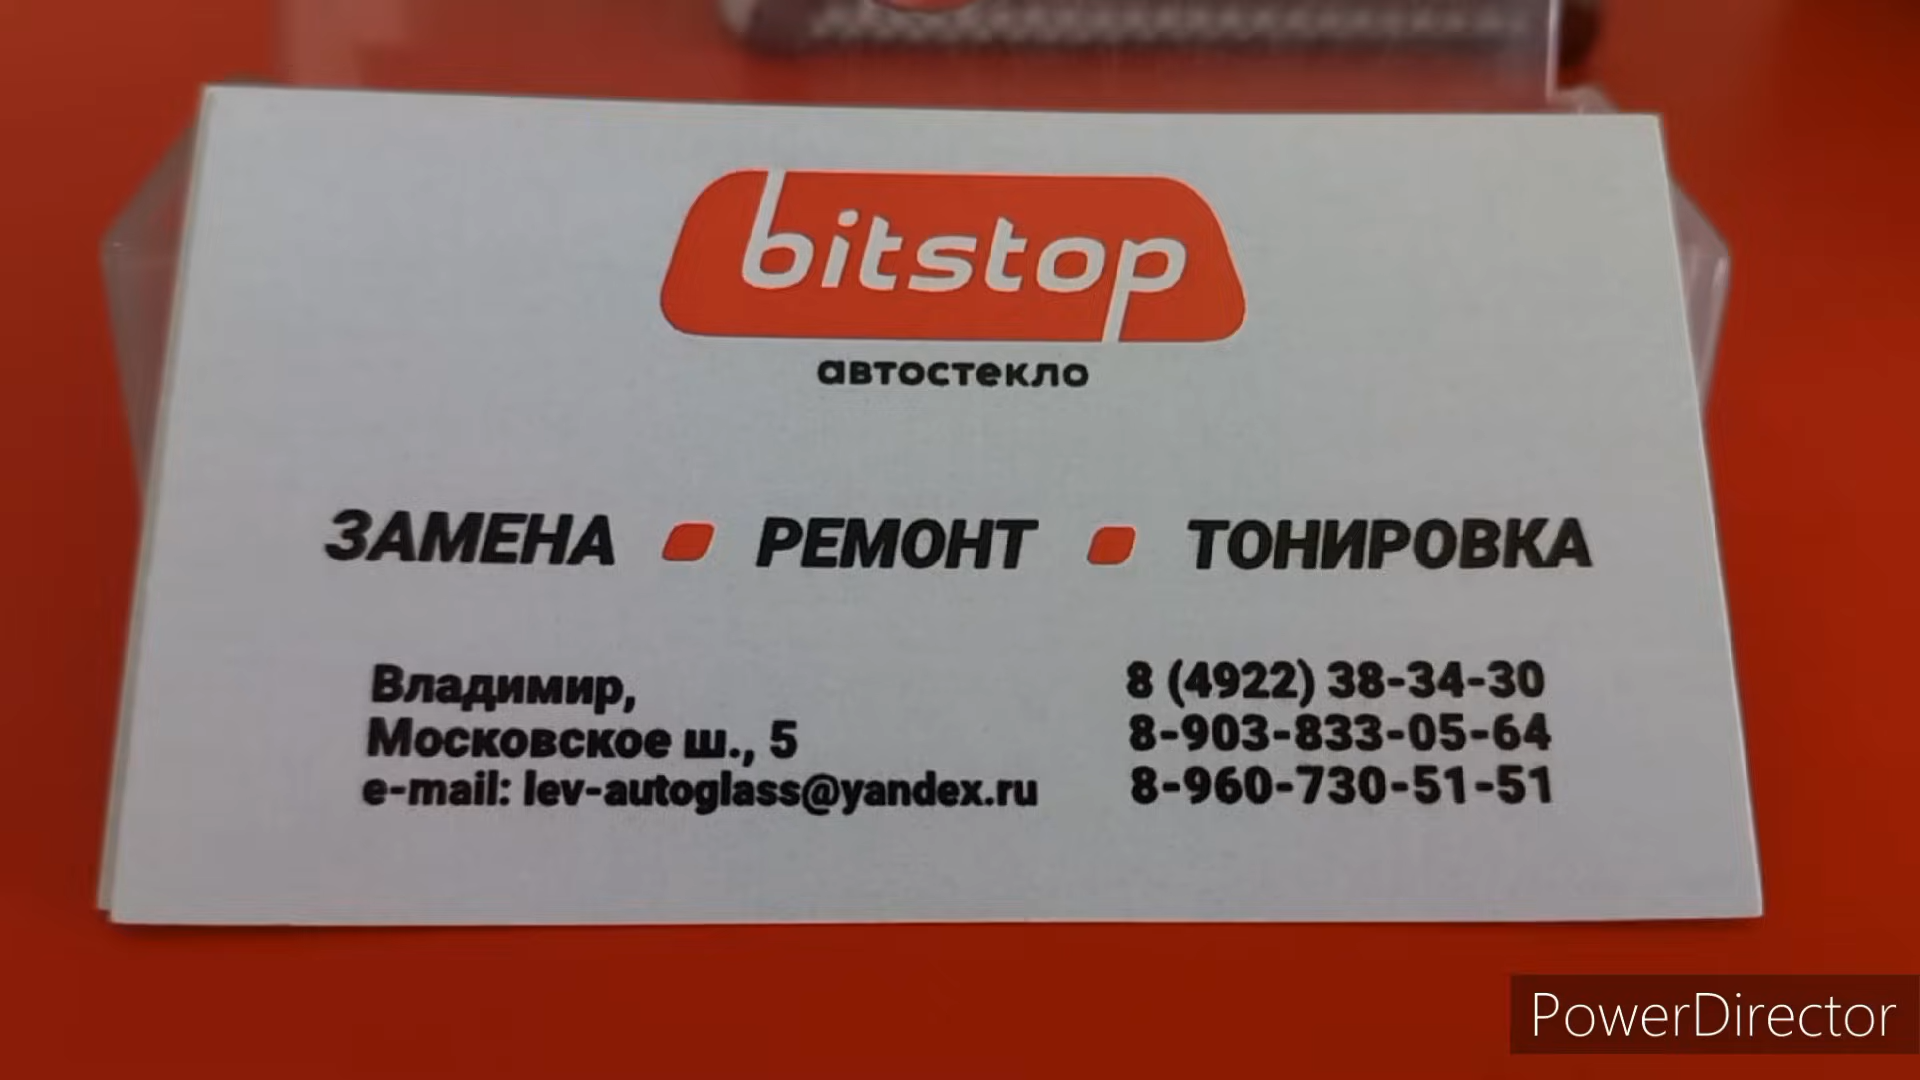 bitstop
автостекло
ЗАМЕНА РЕМОНТ ТОНИРОВКА
Владимир,
Московское ш., 5
e-mail: lev-autoglass@yandex.ru
8 (4922) 38-34-30
8-903-833-05-64
8-960-730-51-51
PowerDirector